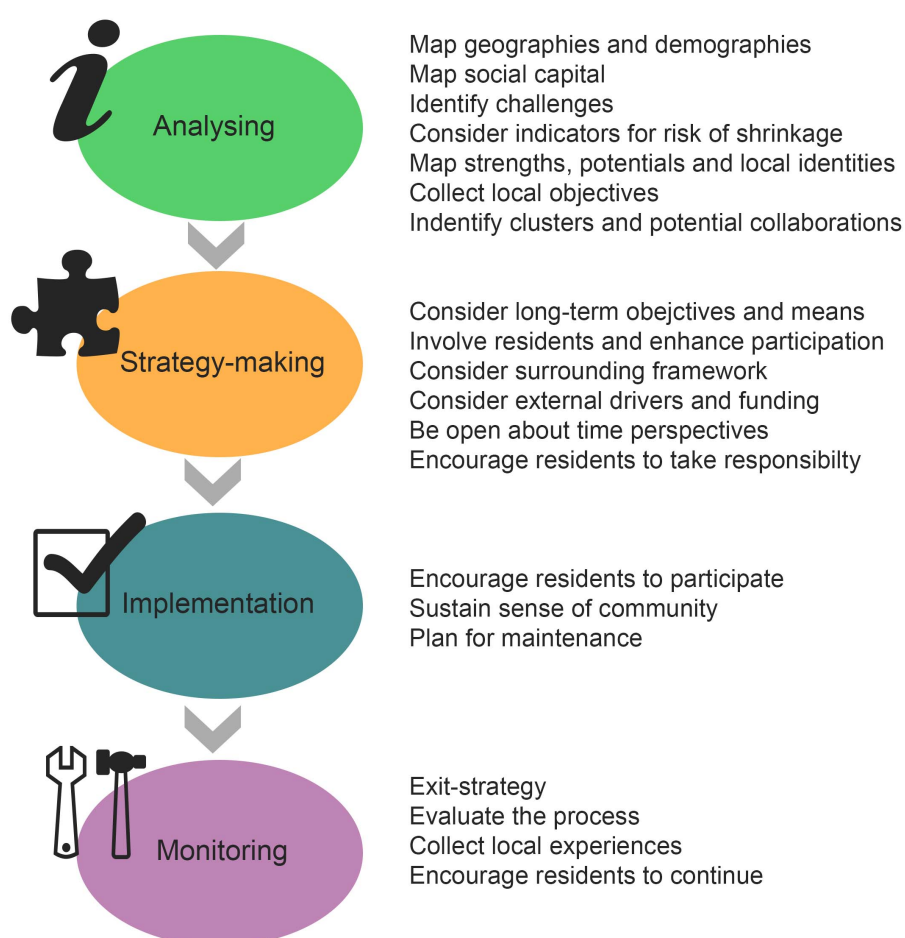 Analysing
Map geographies and demographies
Map social capital
Identify challenges
Consider indicators for risk of shrinkage
Map strengths, potentials and local identities
Collect local objectives
Indentify clusters and potential collaborations
Strategy-making
Consider long-term obejctives and means
Involve residents and enhance participation
Consider surrounding framework
Consider external drivers and funding
Be open about time perspectives
Encourage residents to take responsibilty
Implementation
Encourage residents to participate
Sustain sense of community
Plan for maintenance
Monitoring
Exit-strategy
Evaluate the process
Collect local experiences
Encourage residents to continue